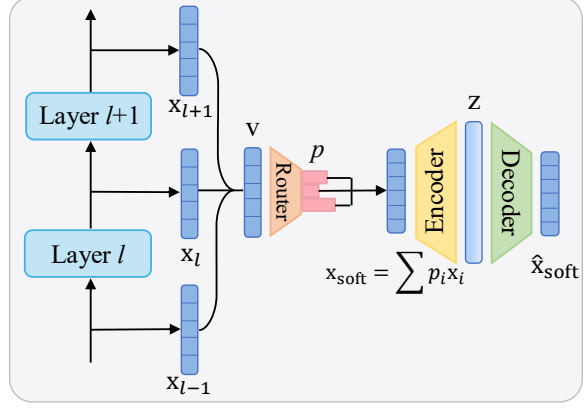 x_{l+1}
Layer l+1
v
p
Router
x_l
Layer l
x_{l−1}
Encoder
z
Decoder
x_soft = ∑ p_i x_i
x̂_soft